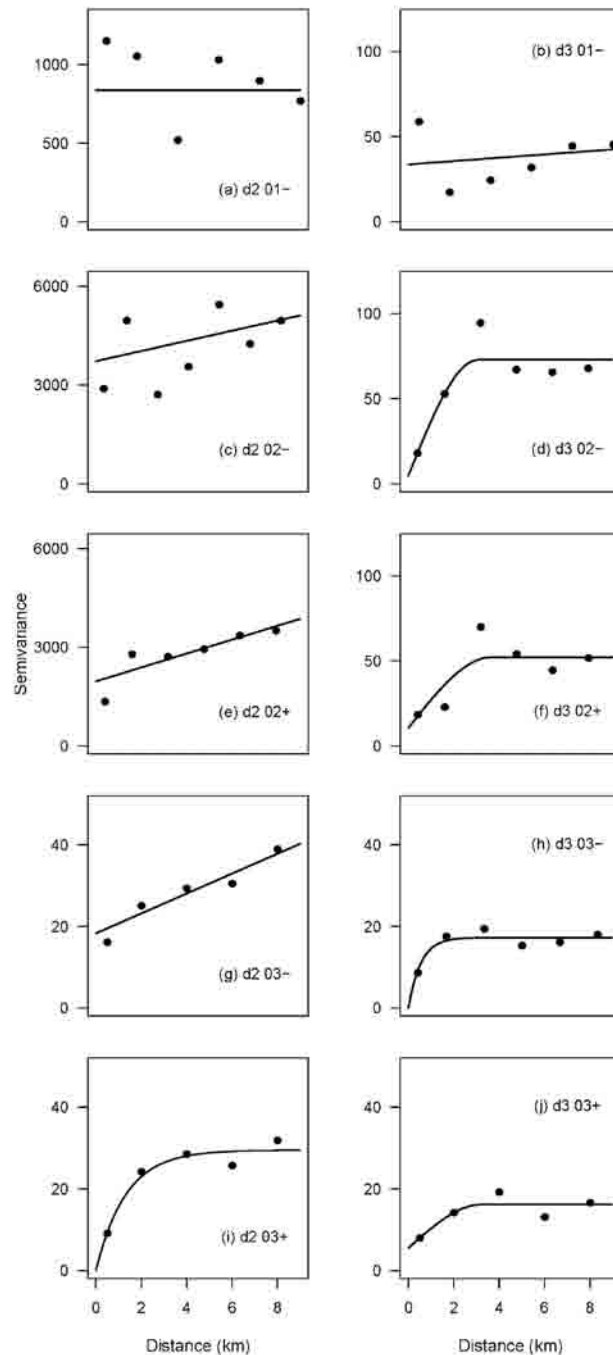 1000
500
0
(a) d2 01−
100
50
0
(b) d3 01−
6000
3000
0
(c) d2 02−
100
50
0
(d) d3 02−
Semivariance
6000
3000
0
(e) d2 02+
100
50
0
(f) d3 02+
40
20
0
(g) d2 03−
40
20
0
(h) d3 03−
40
20
0
(i) d2 03+
0 2 4 6 8
Distance (km)
40
20
0
(j) d3 03+
0 2 4 6 8
Distance (km)